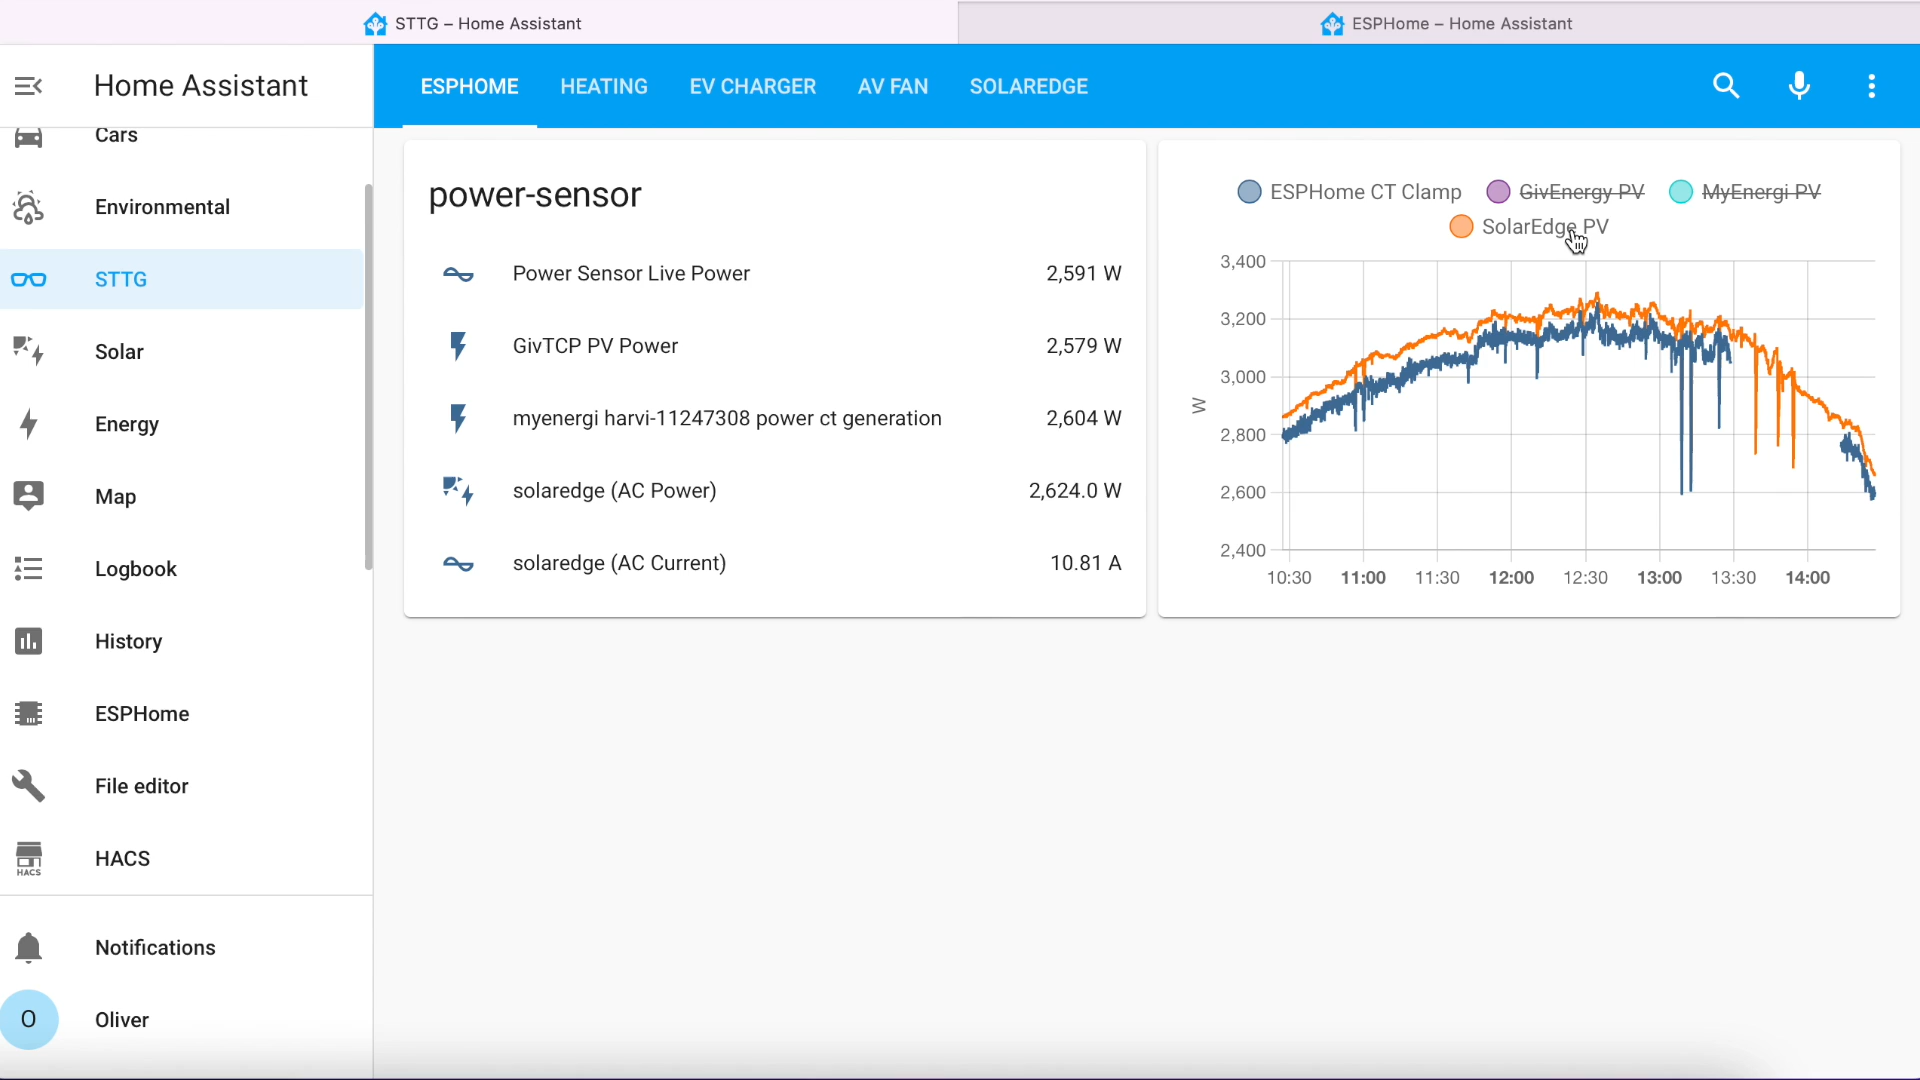 STTG – Home Assistant
ESPHome – Home Assistant
Home Assistant
ESPHOME
HEATING
EV CHARGER
AV FAN
SOLAREDGE
Cars
Environmental
STTG
Solar
Energy
Map
Logbook
History
ESPHome
File editor
HACS
HACS
Notifications
O
Oliver
power-sensor
Power Sensor Live Power 2,591 W
GivTCP PV Power 2,579 W
myenergi harvi-11247308 power ct generation 2,604 W
solaredge (AC Power) 2,624.0 W
solaredge (AC Current) 10.81 A
ESPHome CT Clamp GivEnergy PV MyEnergi PV
SolarEdge PV
3,400
3,200
3,000
2,800
2,600
2,400
W
10:30 11:00 11:30 12:00 12:30 13:00 13:30 14:00